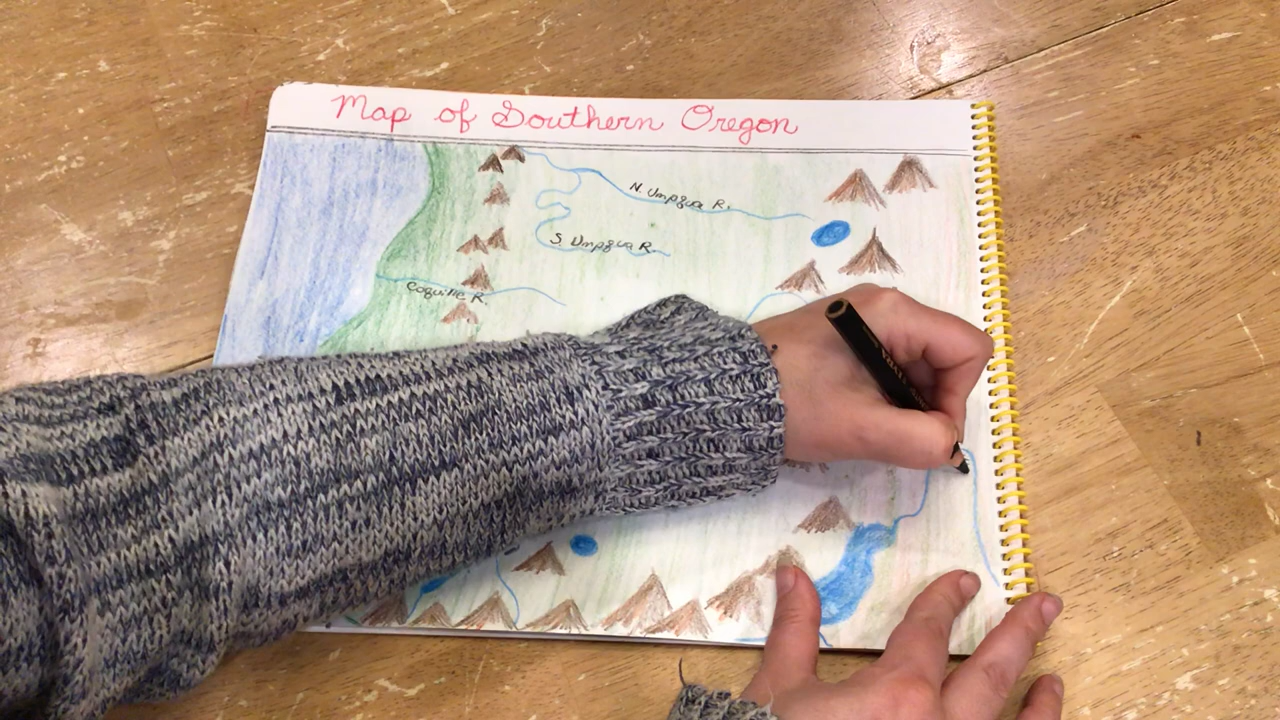 Map of Southern Oregon
N. Umpqua R.
S. Umpqua R.
Coquille R.